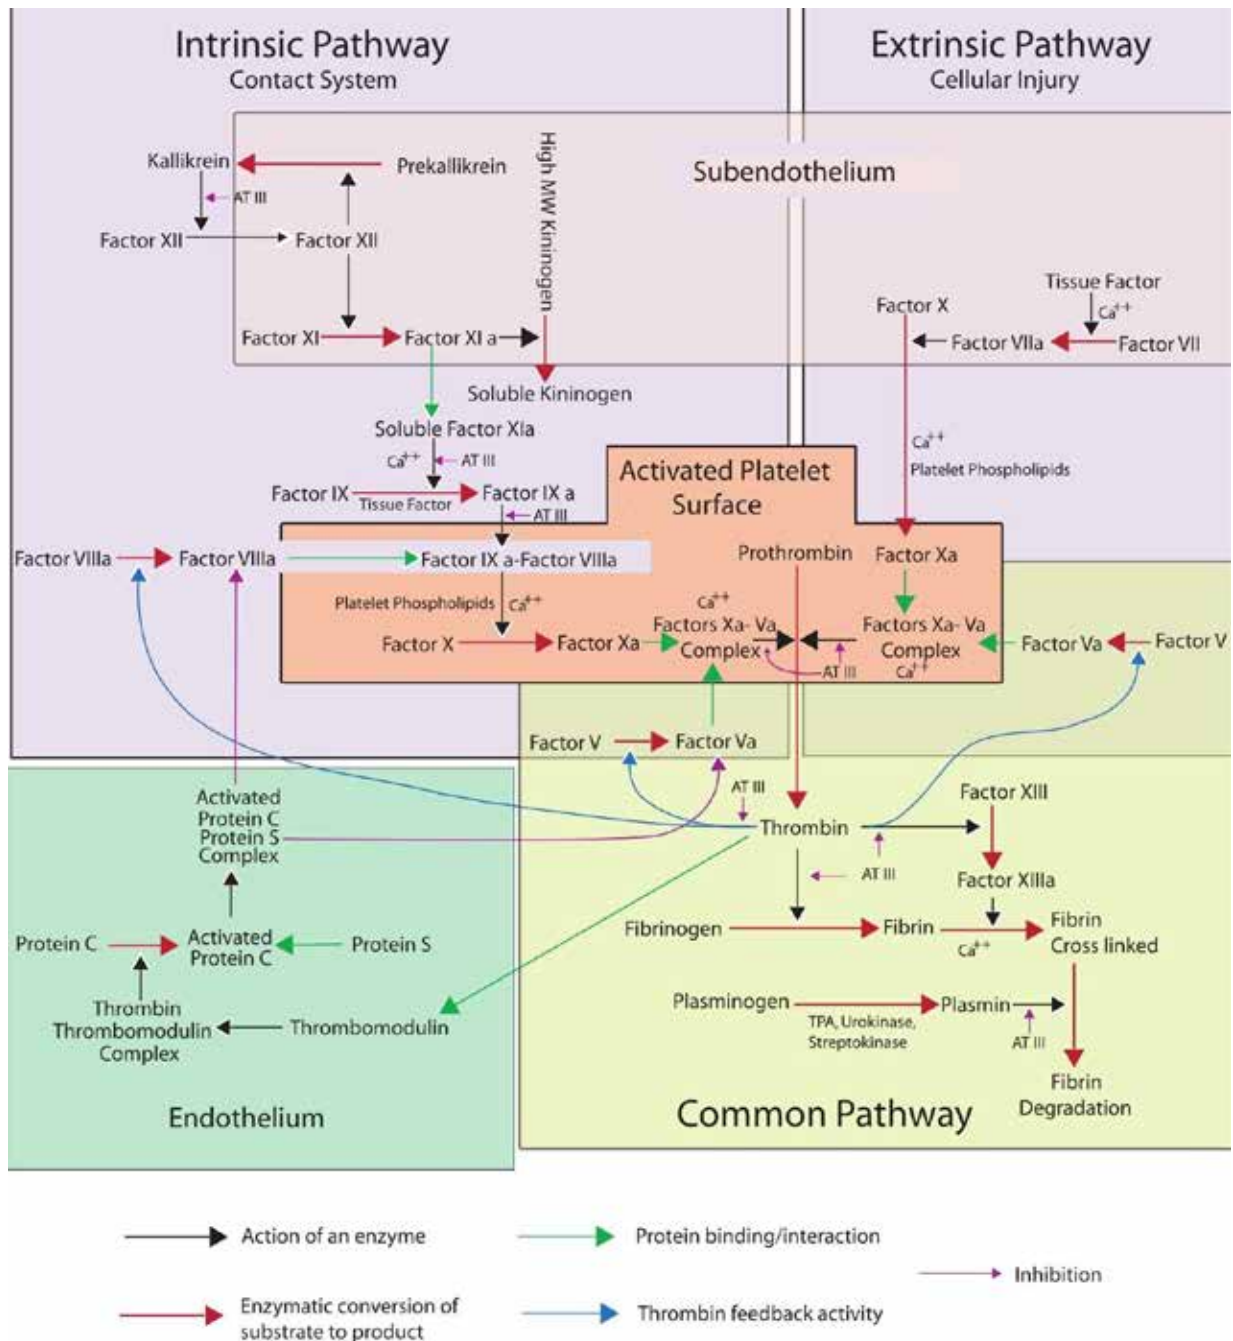 Intrinsic Pathway
Contact System
Extrinsic Pathway
Cellular Injury
Subendothelium
Kallikrein
Prekallikrein
AT III
Factor XII
Factor XII
High MW Kininogen
Factor XI
Factor XI a
Soluble Kininogen
Tissue Factor
Ca++
Factor X
Factor VIIa
Factor VII
Soluble Factor XIa
Ca++
AT III
Factor IX
Tissue Factor
Factor IX a
AT III
Ca++
Platelet Phospholipids
Activated Platelet
Surface
Factor VIIIa
Factor VIIIa
Factor IX a-Factor VIIIa
Prothrombin
Factor Xa
Platelet Phospholipids
Ca++
Factor X
Factor Xa
Ca++
Factors Xa- Va
Complex
AT III
Factors Xa- Va
Complex
Ca++
Factor Va
Factor V
Factor V
Factor Va
AT III
Thrombin
AT III
Factor XIII
Factor XIIIa
Activated
Protein C
Protein S
Complex
Protein C
Activated
Protein C
Protein S
Thrombin
Thrombomodulin
Complex
Thrombomodulin
Endothelium
Fibrinogen
Fibrin
Ca++
Fibrin
Cross linked
Plasminogen
TPA, Urokinase,
Streptokinase
Plasmin
AT III
Fibrin
Degradation
Common Pathway
Action of an enzyme
Protein binding/interaction
Inhibition
Enzymatic conversion of
substrate to product
Thrombin feedback activity